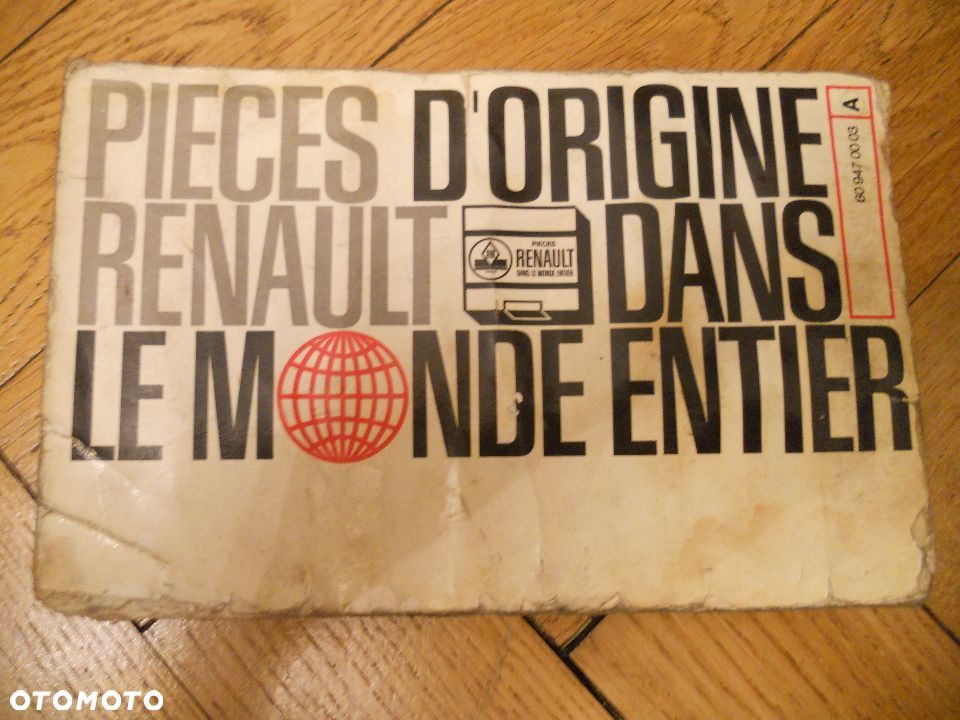 PIECES D'ORIGINE
RENAULT DANS
LE MONDE ENTIER
PIECES
RENAULT
DANS LE MONDE ENTIER
60 947 00 03 A
OTOMOTO